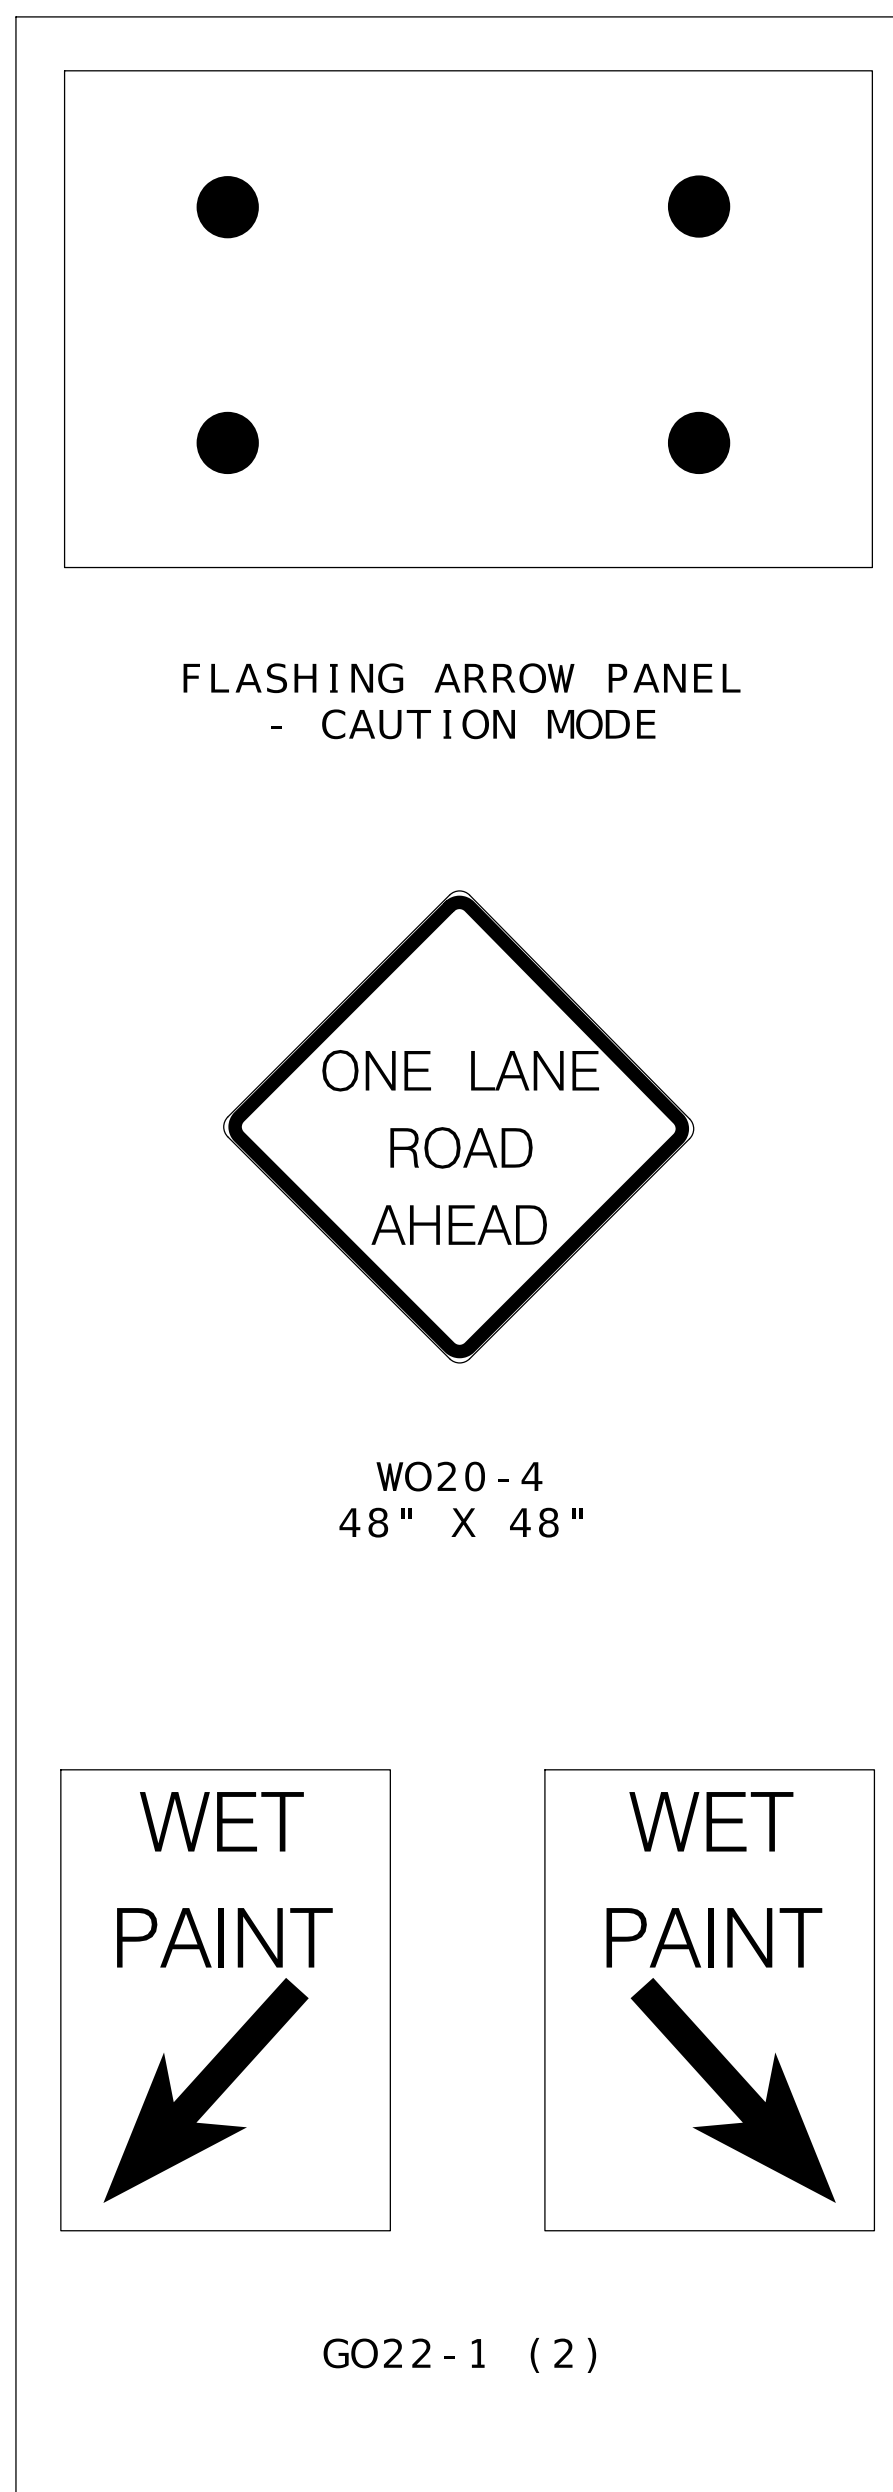 FLASHING ARROW PANEL
- CAUTION MODE
ONE LANE
ROAD
AHEAD
WO20-4
48" X 48"
WET
PAINT
WET
PAINT
GO22-1 (2)